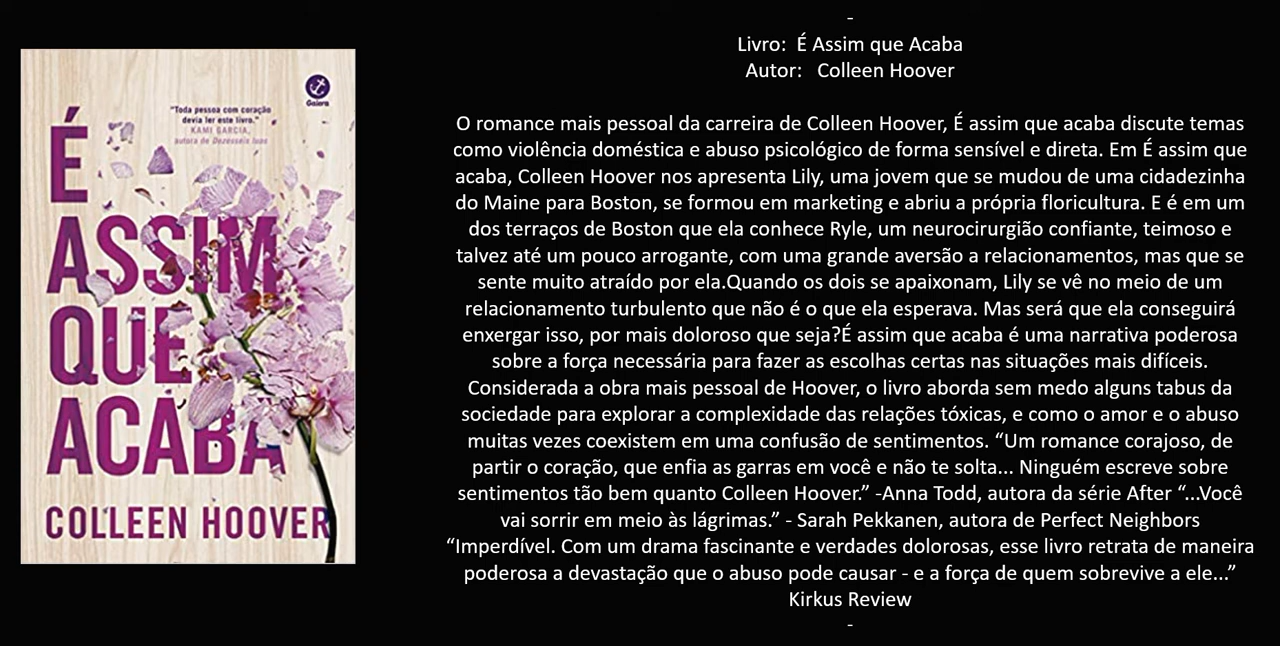 Galera
"Toda pessoa com coração
devia ler este livro."
KAMI GARCIA,
autora de Dezesseis luas
É
ASSIM
QUE
ACABA
COLLEEN HOOVER
-
Livro: É Assim que Acaba
Autor: Colleen Hoover
O romance mais pessoal da carreira de Colleen Hoover, É assim que acaba discute temas
como violência doméstica e abuso psicológico de forma sensível e direta. Em É assim que
acaba, Colleen Hoover nos apresenta Lily, uma jovem que se mudou de uma cidadezinha
do Maine para Boston, se formou em marketing e abriu a própria floricultura. E é em um
dos terraços de Boston que ela conhece Ryle, um neurocirurgião confiante, teimoso e
talvez até um pouco arrogante, com uma grande aversão a relacionamentos, mas que se
sente muito atraído por ela.Quando os dois se apaixonam, Lily se vê no meio de um
relacionamento turbulento que não é o que ela esperava. Mas será que ela conseguirá
enxergar isso, por mais doloroso que seja?É assim que acaba é uma narrativa poderosa
sobre a força necessária para fazer as escolhas certas nas situações mais difíceis.
Considerada a obra mais pessoal de Hoover, o livro aborda sem medo alguns tabus da
sociedade para explorar a complexidade das relações tóxicas, e como o amor e o abuso
muitas vezes coexistem em uma confusão de sentimentos. “Um romance corajoso, de
partir o coração, que enfia as garras em você e não te solta... Ninguém escreve sobre
sentimentos tão bem quanto Colleen Hoover.” -Anna Todd, autora da série After “...Você
vai sorrir em meio às lágrimas.” - Sarah Pekkanen, autora de Perfect Neighbors
“Imperdível. Com um drama fascinante e verdades dolorosas, esse livro retrata de maneira
poderosa a devastação que o abuso pode causar - e a força de quem sobrevive a ele...”
Kirkus Review
-